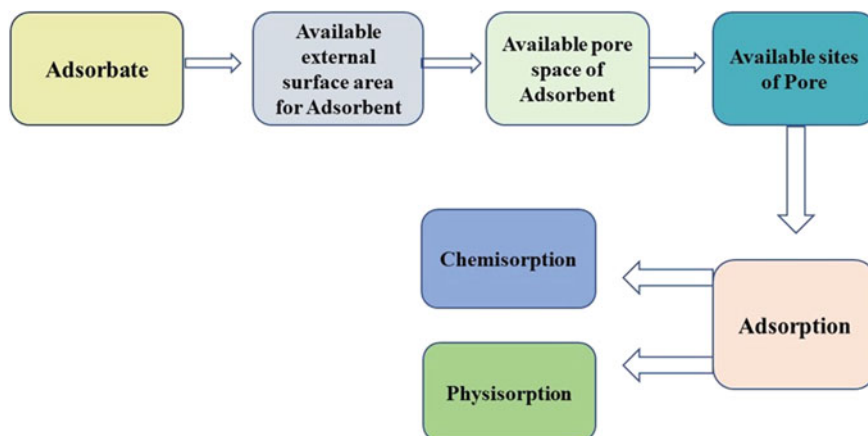 Adsorbate
Available
external
surface area
for Adsorbent
Available pore
space of
Adsorbent
Available sites
of Pore
Chemisorption
Adsorption
Physisorption